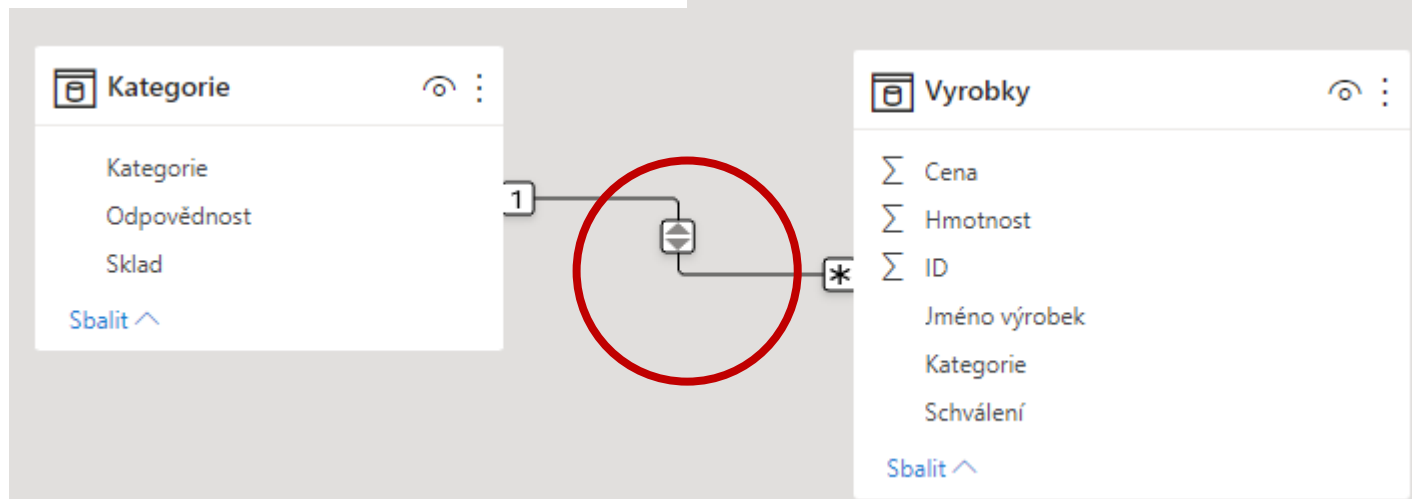 Kategorie
Kategorie
Odpovědnost
Sklad
Sbalit
1
*
Vyrobky
Σ Cena
Σ Hmotnost
Σ ID
Jméno výrobek
Kategorie
Schválení
Sbalit